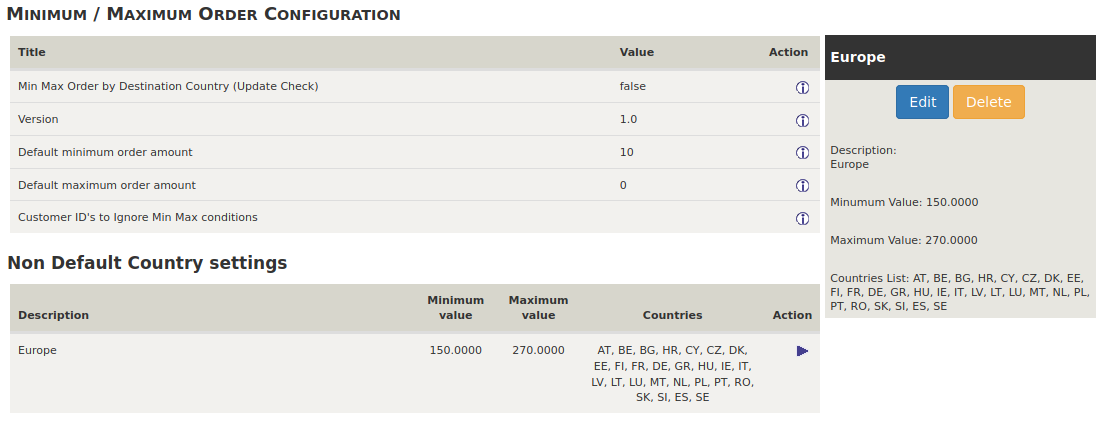 MINIMUM / MAXIMUM ORDER CONFIGURATION
Title Value Action
Min Max Order by Destination Country (Update Check) false
Version 1.0
Default minimum order amount 10
Default maximum order amount 0
Customer ID's to Ignore Min Max conditions
Non Default Country settings
Description Minimum value Maximum value Countries Action
Europe 150.0000 270.0000 AT, BE, BG, HR, CY, CZ, DK,
EE, FI, FR, DE, GR, HU, IE, IT,
LV, LT, LU, MT, NL, PL, PT, RO,
SK, SI, ES, SE
Europe
Edit Delete
Description:
Europe
Minumum Value: 150.0000
Maximum Value: 270.0000
Countries List: AT, BE, BG, HR, CY, CZ, DK, EE,
FI, FR, DE, GR, HU, IE, IT, LV, LT, LU, MT, NL, PL,
PT, RO, SK, SI, ES, SE